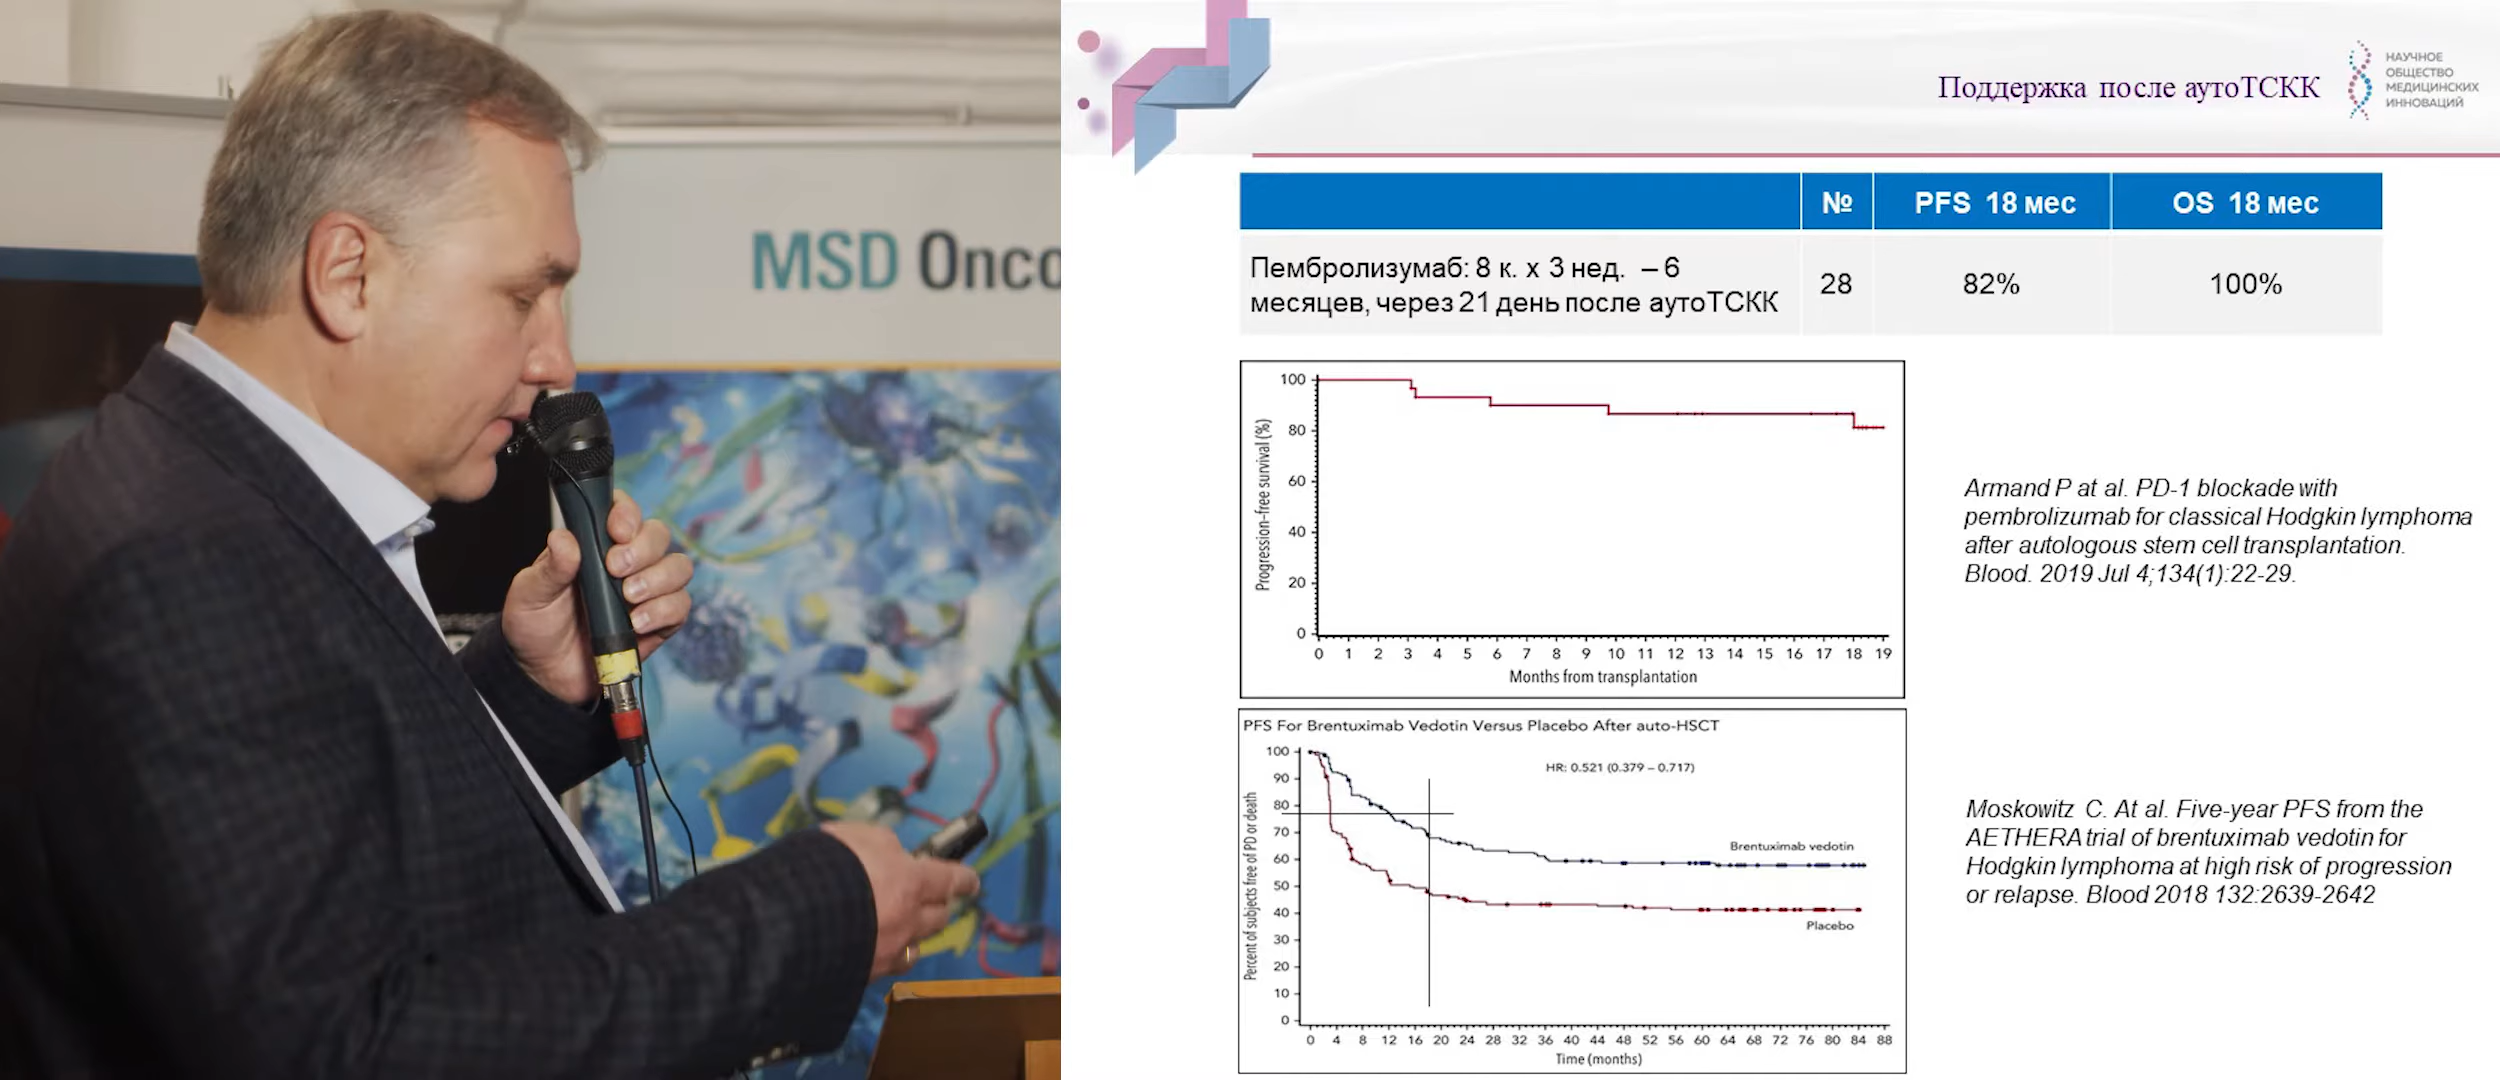 MSD Onco
Поддержка после аутоТСКК
НАУЧНОЕ
ОБЩЕСТВО
МЕДИЦИНСКИХ
ИННОВАЦИЙ
№ PFS 18 мес OS 18 мес
Пембролизумаб: 8 к. х 3 нед. – 6
месяцев, через 21 день после аутоТСКК
28 82% 100%
Progression-free survival (%)
100
80
60
40
20
0
0 1 2 3 4 5 6 7 8 9 10 11 12 13 14 15 16 17 18 19
Months from transplantation
Armand P at al. PD-1 blockade with
pembrolizumab for classical Hodgkin lymphoma
after autologous stem cell transplantation.
Blood. 2019 Jul 4;134(1):22-29.
PFS For Brentuximab Vedotin Versus Placebo After auto-HSCT
HR: 0.521 (0.379 – 0.717)
Percent of subjects free of PD or death
100
90
80
70
60
50
40
30
20
10
0
Brentuximab vedotin
Placebo
0 4 8 12 16 20 24 28 32 36 40 44 48 52 56 60 64 68 72 76 80 84 88
Time (months)
Moskowitz C. At al. Five-year PFS from the
AETHERA trial of brentuximab vedotin for
Hodgkin lymphoma at high risk of progression
or relapse. Blood 2018 132:2639-2642